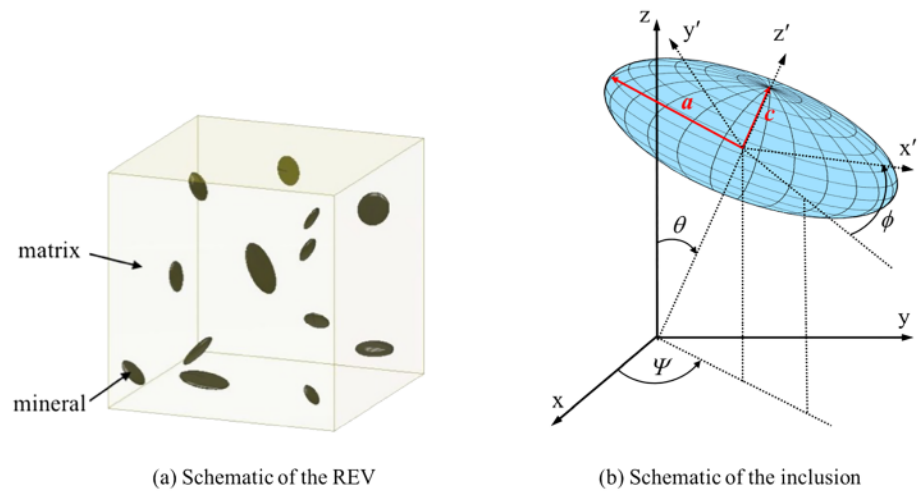 matrix
mineral
(a) Schematic of the REV
z
y′
z′
a
c
x′
θ
ϕ
y
Ψ
x
(b) Schematic of the inclusion